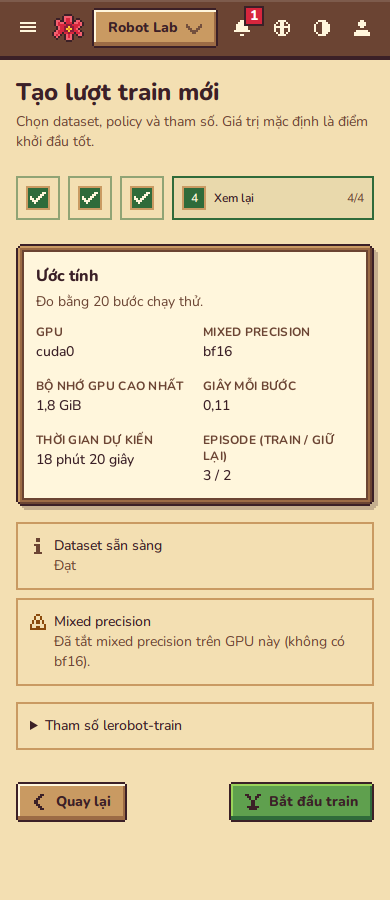 Robot Lab
1
Tạo lượt train mới
Chọn dataset, policy và tham số. Giá trị mặc định là điểm
khởi đầu tốt.
4 Xem lại 4/4
Ước tính
Đo bằng 20 bước chạy thử.
GPU
cuda0
MIXED PRECISION
bf16
BỘ NHỚ GPU CAO NHẤT
1,8 GiB
GIÂY MỖI BƯỚC
0,11
THỜI GIAN DỰ KIẾN
18 phút 20 giây
EPISODE (TRAIN / GIỮ
LẠI)
3 / 2
Dataset sẵn sàng
Đạt
Mixed precision
Đã tắt mixed precision trên GPU này (không có
bf16).
Tham số lerobot-train
Quay lại
Bắt đầu train